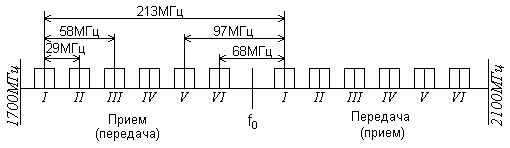 213МГц
58МГц 97МГц
29МГц 68МГц
1700МГц I II III IV V VI I II III IV V VI 2100МГц
Прием f₀ Передача
(передача) (прием)